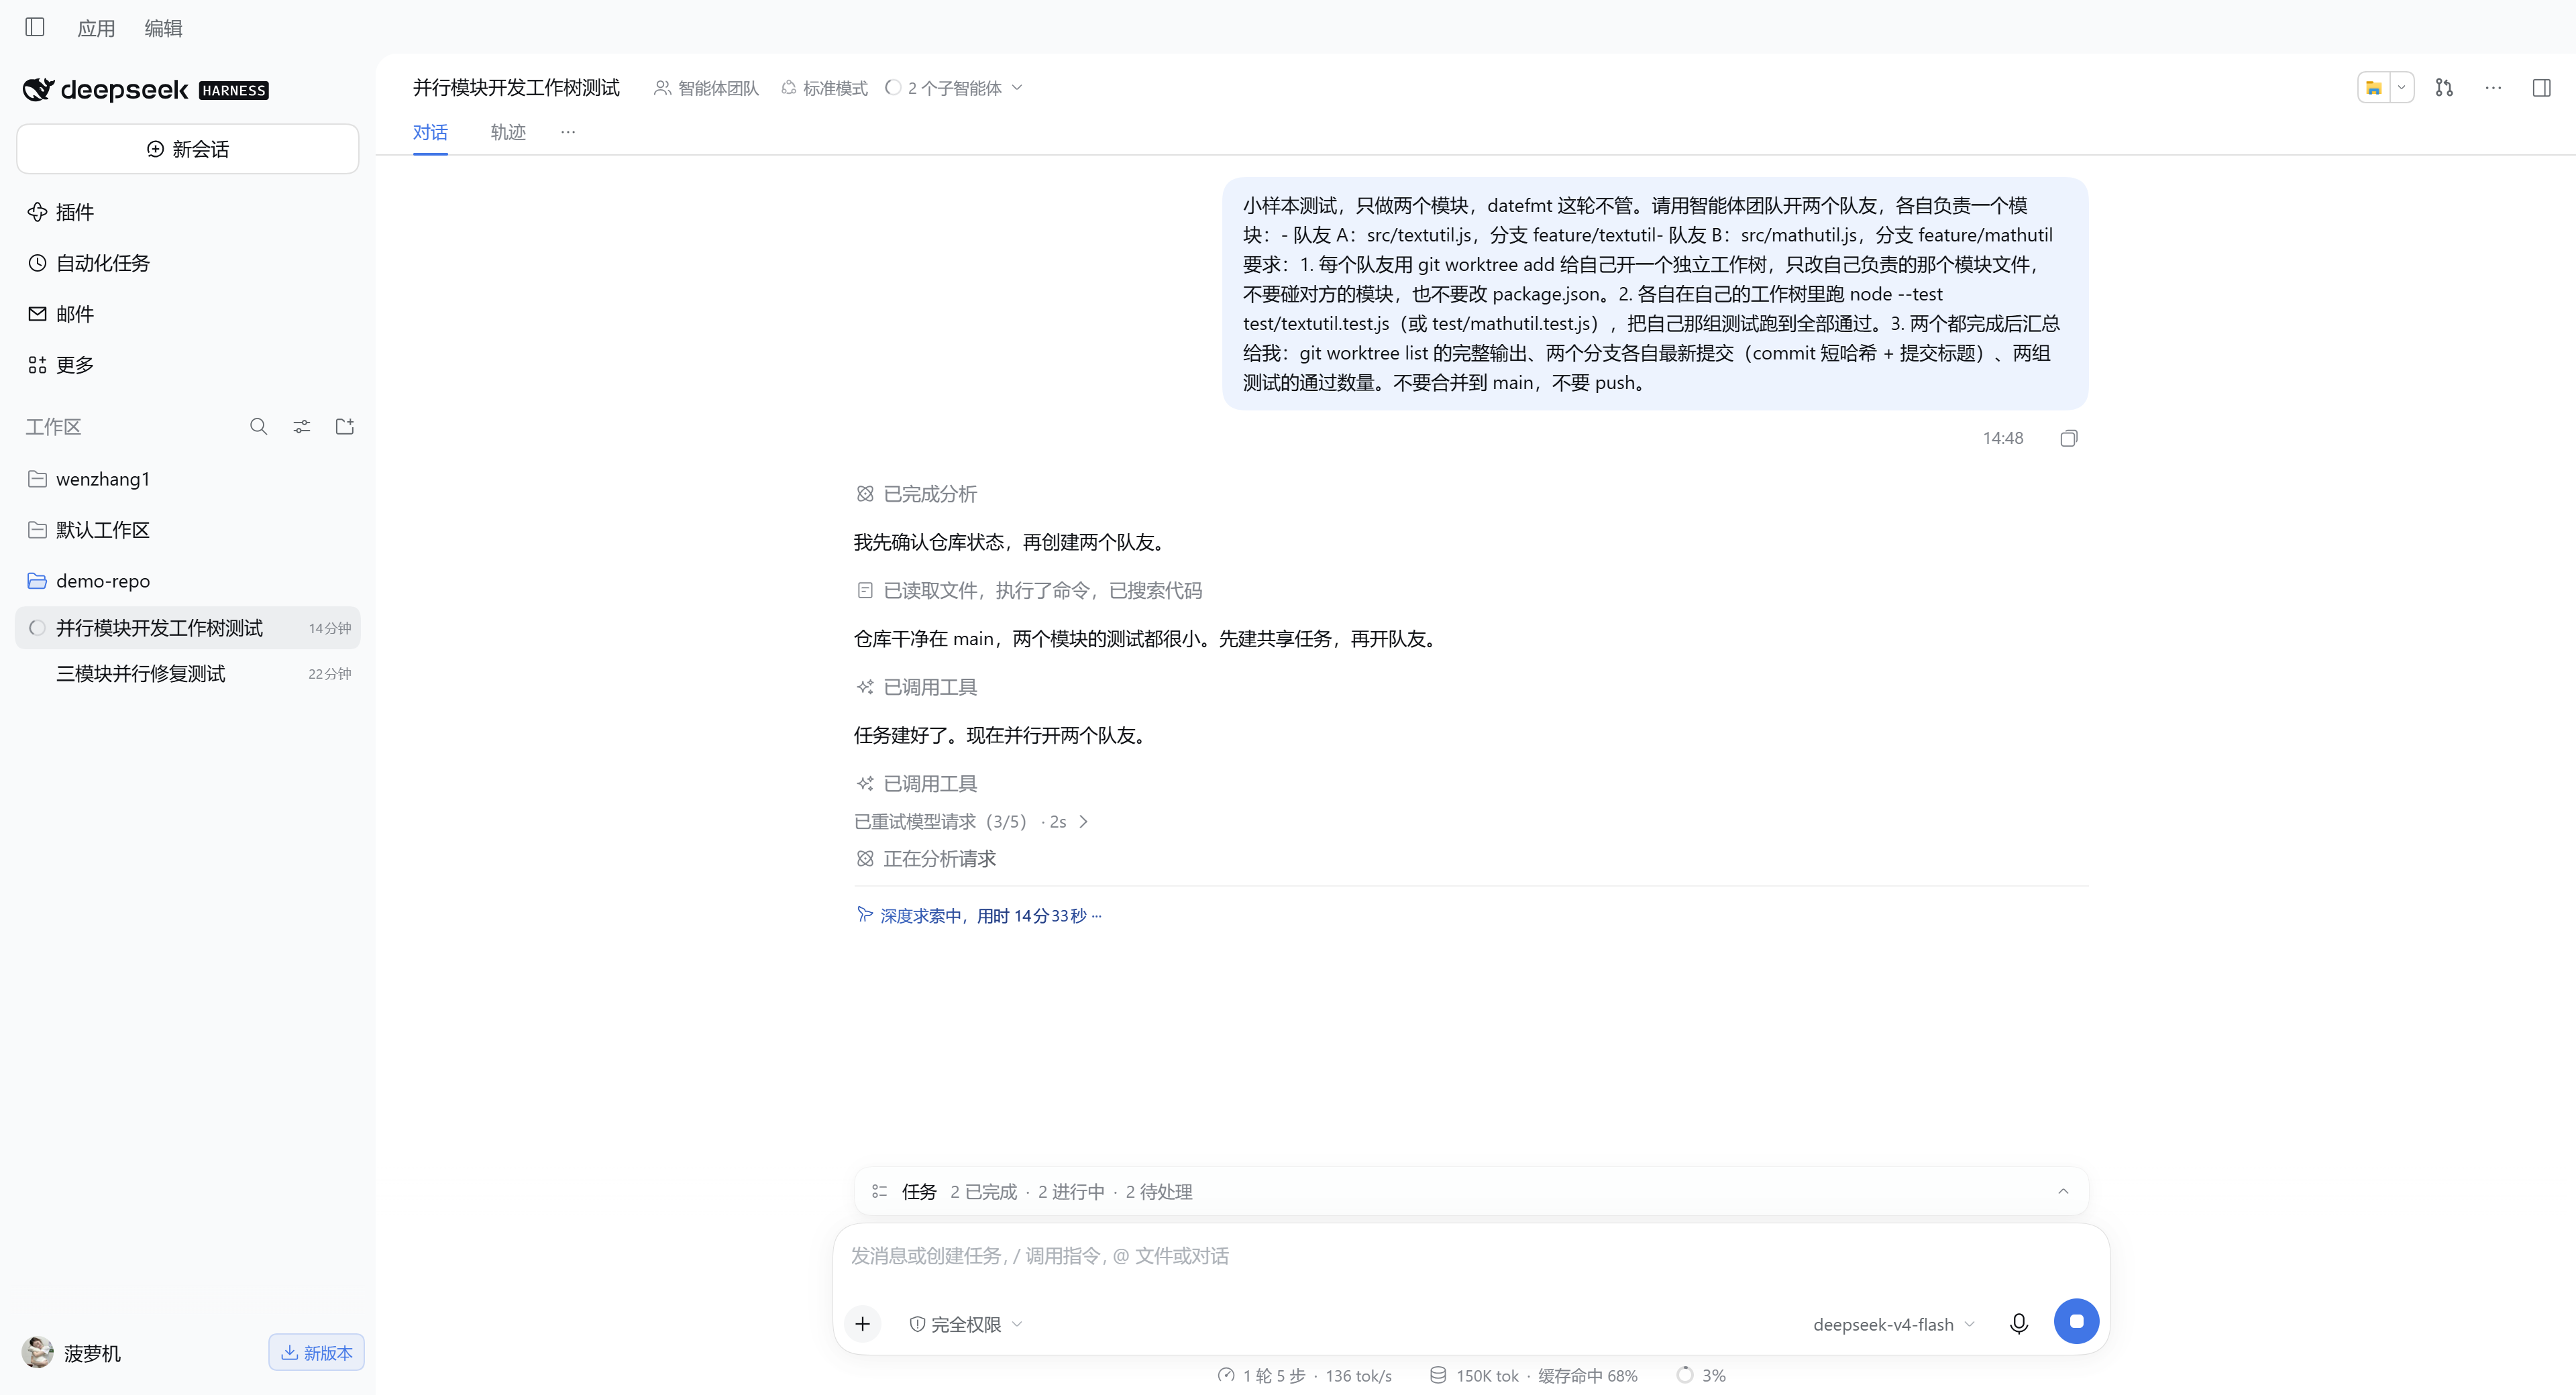 应用 编辑
deepseek HARNESS
新会话
插件
自动化任务
邮件
更多
工作区
wenzhang1
默认工作区
demo-repo
并行模块开发工作树测试 14分钟
三模块并行修复测试 22分钟
菠萝机 新版本
并行模块开发工作树测试 智能体团队 标准模式 2 个子智能体
对话 轨迹 ···
小样本测试，只做两个模块，datefmt 这轮不管。请用智能体团队开两个队友，各自负责一个模
块：- 队友 A：src/textutil.js，分支 feature/textutil- 队友 B：src/mathutil.js，分支 feature/mathutil
要求：1. 每个队友用 git worktree add 给自己开一个独立工作树，只改自己负责的那个模块文件，
不要碰对方的模块，也不要改 package.json。2. 各自在自己的工作树里跑 node --test
test/textutil.test.js（或 test/mathutil.test.js），把自己那组测试跑到全部通过。3. 两个都完成后汇总
给我：git worktree list 的完整输出、两个分支各自最新提交（commit 短哈希 + 提交标题）、两组
测试的通过数量。不要合并到 main，不要 push。
14:48
已完成分析
我先确认仓库状态，再创建两个队友。
已读取文件，执行了命令，已搜索代码
仓库干净在 main，两个模块的测试都很小。先建共享任务，再开队友。
已调用工具
任务建好了。现在并行开两个队友。
已调用工具
已重试模型请求（3/5） · 2s
正在分析请求
深度求索中，用时 14分33秒 ···
任务 2 已完成 · 2 进行中 · 2 待处理
发消息或创建任务, / 调用指令, @ 文件或对话
完全权限 deepseek-v4-flash
1 轮 5 步 · 136 tok/s 150K tok · 缓存命中 68% 3%